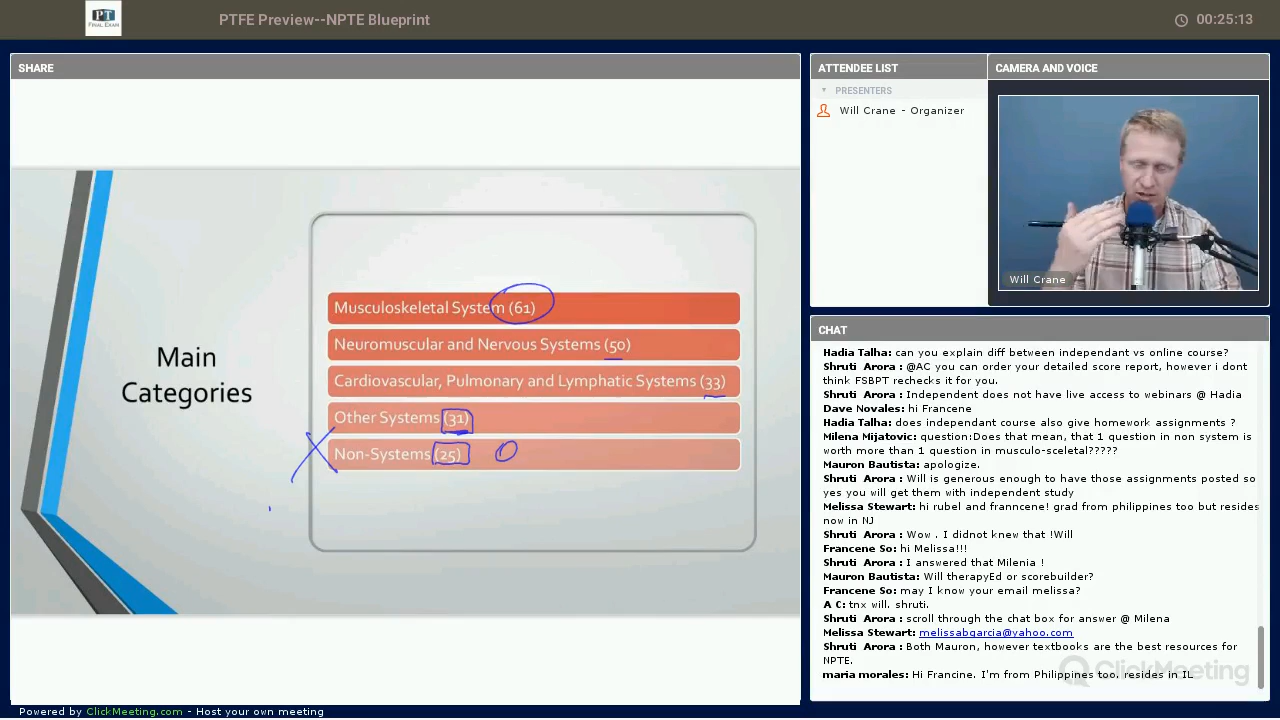 PT
FINAL EXAM
PTFE Preview--NPTE Blueprint
00:25:13
SHARE
Main
Categories
Musculoskeletal System (61)
Neuromuscular and Nervous Systems (50)
Cardiovascular, Pulmonary and Lymphatic Systems (33)
Other Systems (31)
Non-Systems (25)
ATTENDEE LIST
PRESENTERS
Will Crane - Organizer
CAMERA AND VOICE
Will Crane
CHAT
Hadia Talha: can you explain diff between independant vs online course?
Shruti Arora : @AC you can order your detailed score report, however i dont
think FSBPT rechecks it for you.
Shruti Arora : Independent does not have live access to webinars @ Hadia
Dave Novales: hi Francene
Hadia Talha: does independant course also give homework assignments ?
Milena Mijatovic: question:Does that mean, that 1 question in non system is
worth more than 1 question in musculo-sceletal?????
Mauron Bautista: apologize.
Shruti Arora : Will is generous enough to have those assignments posted so
yes you will get them with independent study
Melissa Stewart: hi rubel and franncene! grad from philippines too but resides
now in NJ
Shruti Arora : Wow . I didnot knew that !Will
Francene So: hi Melissa!!!
Shruti Arora : I answered that Milenia !
Mauron Bautista: Will therapyEd or scorebuilder?
Francene So: may I know your email melissa?
A C: tnx will. shruti.
Shruti Arora : scroll through the chat box for answer @ Milena
Melissa Stewart: melissabgarcia@yahoo.com
Shruti Arora : Both Mauron, however textbooks are the best resources for
NPTE.
maria morales: Hi Francine. I'm from Philippines too. resides in IL
ClickMeeting
Powered by ClickMeeting.com - Host your own meeting